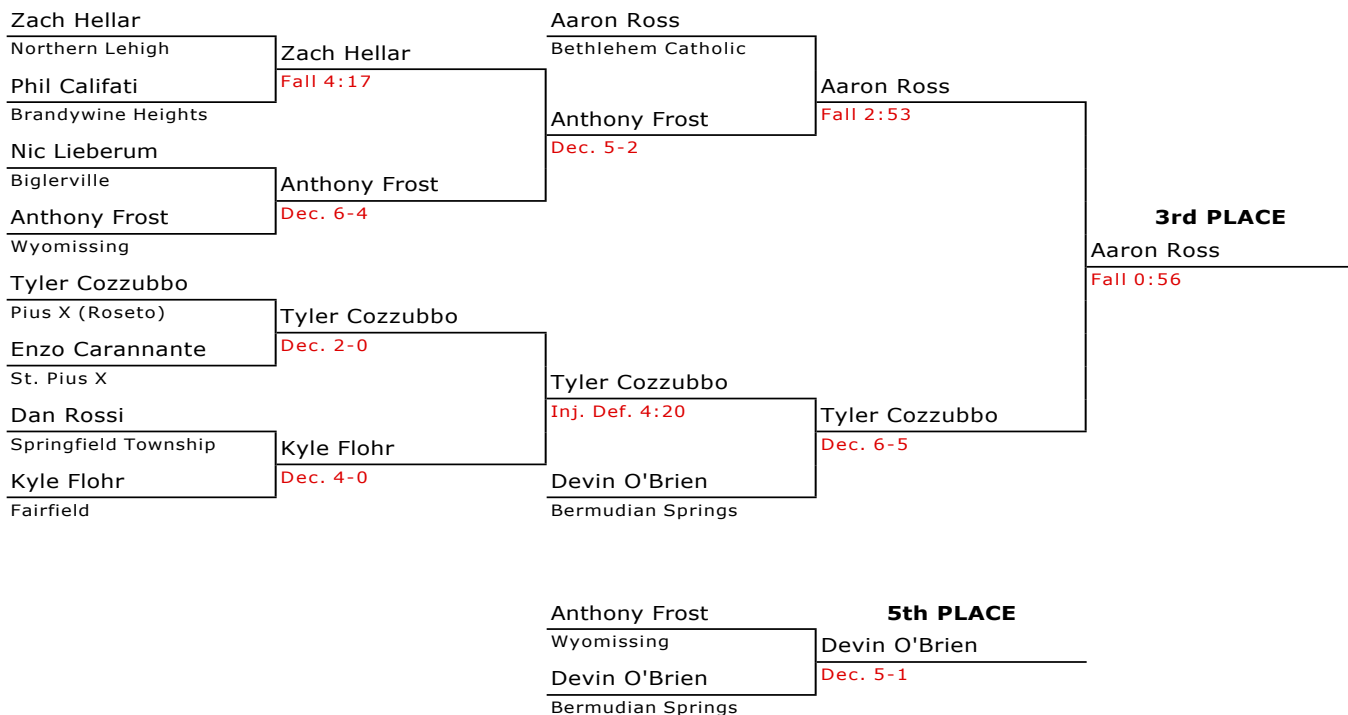 Zach Hellar
Northern Lehigh
Phil Califati
Brandywine Heights
Nic Lieberum
Biglerville
Anthony Frost
Wyomissing
Tyler Cozzubbo
Pius X (Roseto)
Enzo Carannante
St. Pius X
Dan Rossi
Springfield Township
Kyle Flohr
Fairfield
Zach Hellar
Fall 4:17
Anthony Frost
Dec. 6-4
Tyler Cozzubbo
Dec. 2-0
Kyle Flohr
Dec. 4-0
Aaron Ross
Bethlehem Catholic
Anthony Frost
Dec. 5-2
Tyler Cozzubbo
Inj. Def. 4:20
Devin O'Brien
Bermudian Springs
Aaron Ross
Fall 2:53
Tyler Cozzubbo
Dec. 6-5
3rd PLACE
Aaron Ross
Fall 0:56
Anthony Frost
Wyomissing
Devin O'Brien
Bermudian Springs
5th PLACE
Devin O'Brien
Dec. 5-1